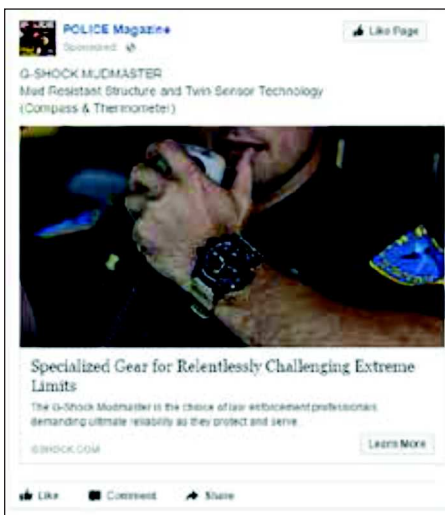 POLICE Magazine
Like Page
Sponsored
G-SHOCK MUDMASTER
Mud Resistant Structure and Twin Sensor Technology
(Compass & Thermometer)
Specialized Gear for Relentlessly Challenging Extreme
Limits
The G-Shock Mudmaster is the choice of law enforcement professionals
demanding ultimate reliability as they protect and serve.
GSHOCK.COM
Learn More
Like Comment Share